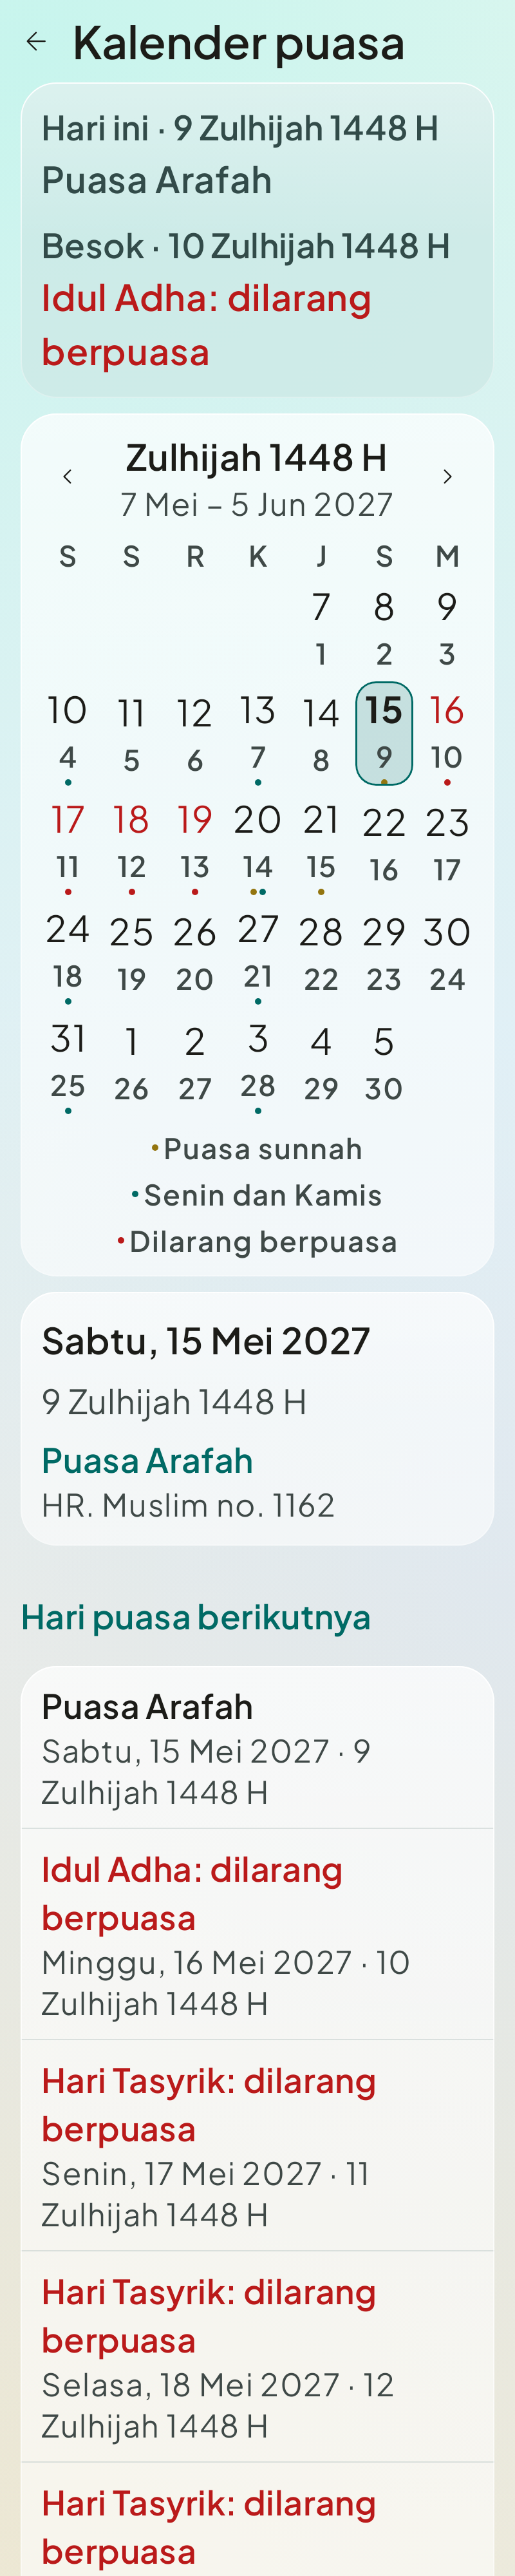 Kalender puasa
Hari ini · 9 Zulhijah 1448 H
Puasa Arafah
Besok · 10 Zulhijah 1448 H
Idul Adha: dilarang
berpuasa
Zulhijah 1448 H
7 Mei – 5 Jun 2027
S S R K J S M
7 8 9
1 2 3
10 11 12 13 14 15 16
4 5 6 7 8 9 10
17 18 19 20 21 22 23
11 12 13 14 15 16 17
24 25 26 27 28 29 30
18 19 20 21 22 23 24
31 1 2 3 4 5
25 26 27 28 29 30
Puasa sunnah
Senin dan Kamis
Dilarang berpuasa
Sabtu, 15 Mei 2027
9 Zulhijah 1448 H
Puasa Arafah
HR. Muslim no. 1162
Hari puasa berikutnya
Puasa Arafah
Sabtu, 15 Mei 2027 · 9
Zulhijah 1448 H
Idul Adha: dilarang
berpuasa
Minggu, 16 Mei 2027 · 10
Zulhijah 1448 H
Hari Tasyrik: dilarang
berpuasa
Senin, 17 Mei 2027 · 11
Zulhijah 1448 H
Hari Tasyrik: dilarang
berpuasa
Selasa, 18 Mei 2027 · 12
Zulhijah 1448 H
Hari Tasyrik: dilarang
berpuasa